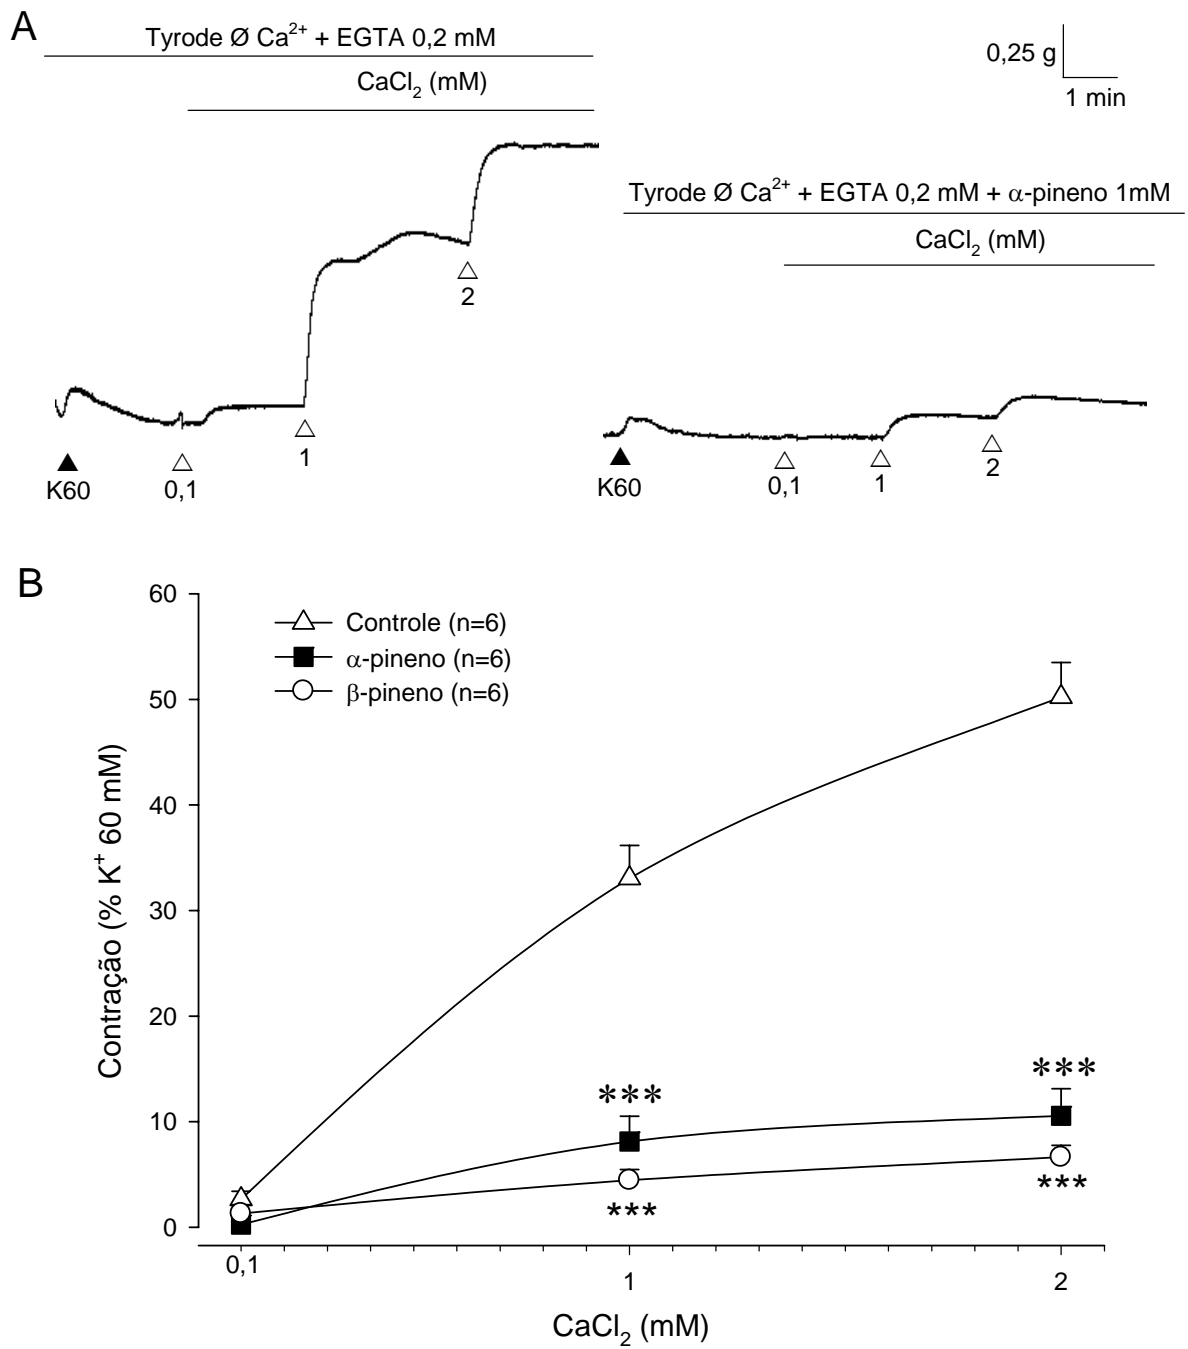 A
Tyrode Ø Ca2+ + EGTA 0,2 mM
CaCl2 (mM)
0,25 g
1 min
K60
0,1
1
2
Tyrode Ø Ca2+ + EGTA 0,2 mM + α-pineno 1mM
CaCl2 (mM)
K60
0,1
1
2
B
60
50
40
30
20
10
0
Contração (% K+ 60 mM)
Controle (n=6)
α-pineno (n=6)
β-pineno (n=6)
***
***
***
***
0,1
1
2
CaCl2 (mM)